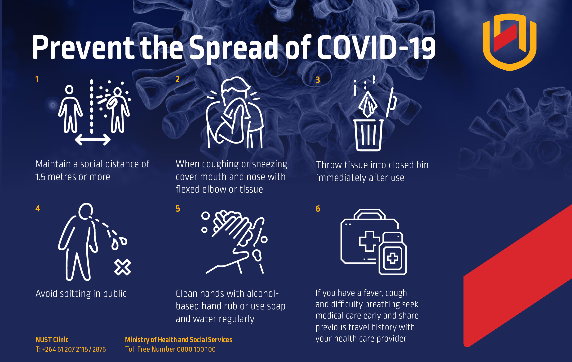 Prevent the Spread of COVID-19
1
Maintain a social distance of
1.5 metres or more
2
When coughing or sneezing
cover mouth and nose with
flexed elbow or tissue
3
Throw tissue into closed bin
immediately after use
4
Avoid spitting in public
5
Clean hands with alcohol-
based hand rub or use soap
and water regularly
6
If you have a fever, cough
and difficulty breathing seek
medical care early and share
previous travel history with
your health care provider
NUST Clinic
T: +264 61 207 2115 / 2876
Ministry of Health and Social Services
Toll Free Number 0800 100 100